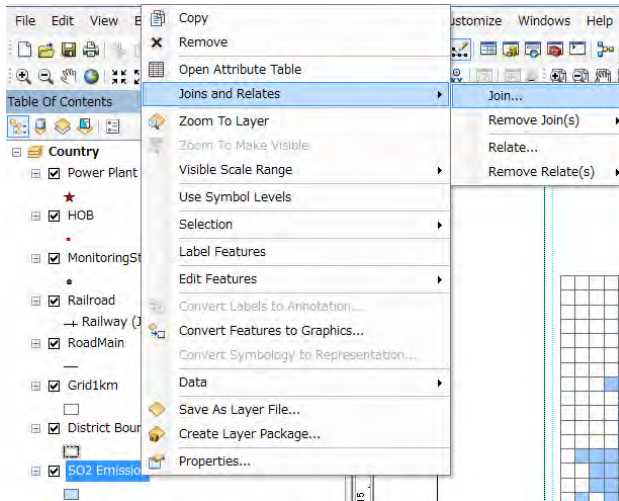 File Edit View
ustomize Windows Help
Table Of Contents
Country
Power Plant
HOB
MonitoringSt
Railroad
Railway (J
RoadMain
Grid1km
District Bour
SO2 Emissio
Copy
Remove
Open Attribute Table
Joins and Relates
Zoom To Layer
Zoom To Make Visible
Visible Scale Range
Use Symbol Levels
Selection
Label Features
Edit Features
Convert Labels to Annotation...
Convert Features to Graphics...
Convert Symbology to Representation...
Data
Save As Layer File...
Create Layer Package...
Properties...
Join...
Remove Join(s)
Relate...
Remove Relate(s)